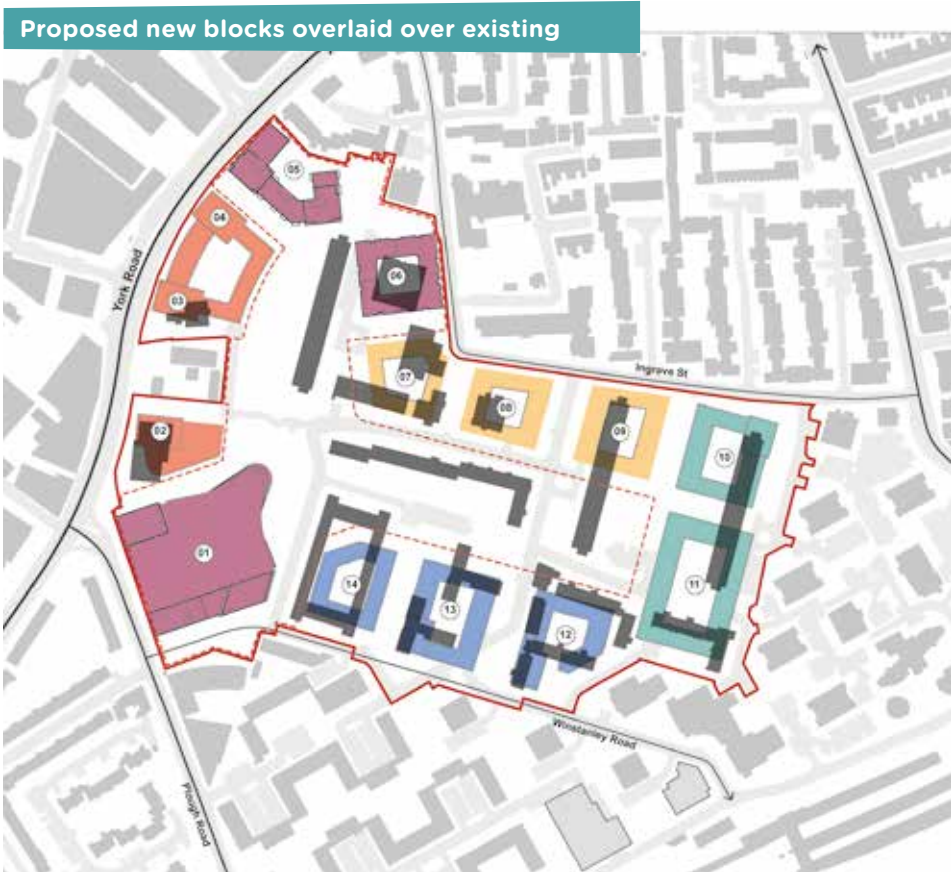 Proposed new blocks overlaid over existing
05
04
York Road
06
03
07
Ingrave St
08
02
09
10
01
14
11
13
12
Winstanley Road
Plough Road